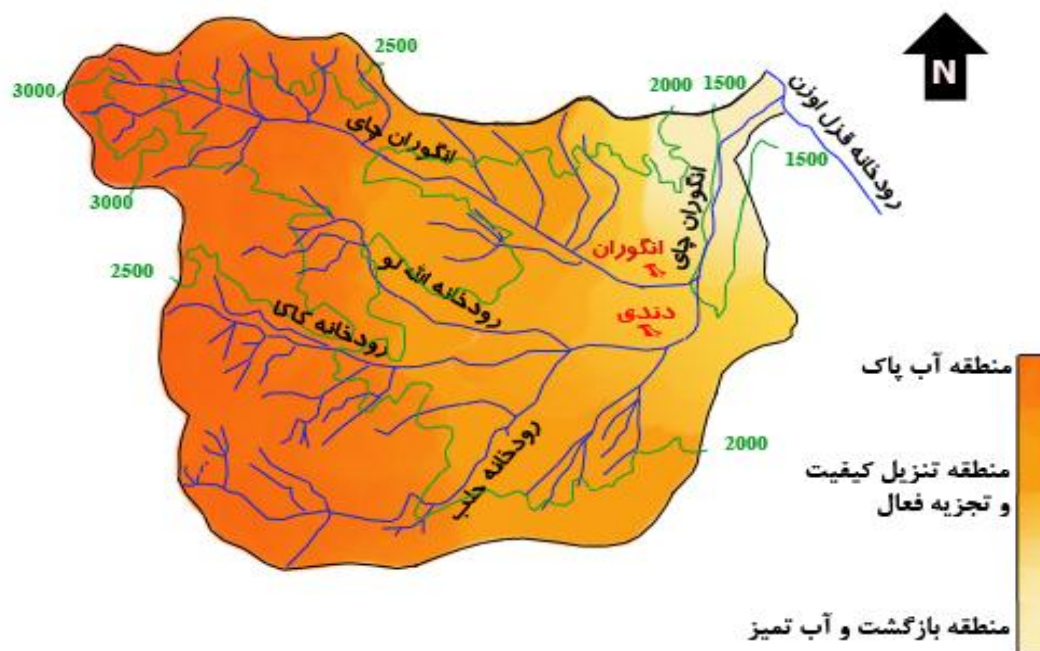 2500
3000
2000
1500
N
رودخانه قزل اوزن
انگوران چای
1500
3000
انگوران چای
انگوران
2500
رودخانه الله لو
رودخانه کاکا
دندی
منطقه آب پاک
2000
رودخانه حلب
منطقه تنزیل کیفیت
و تجزیه فعال
منطقه بازگشت و آب تمیز